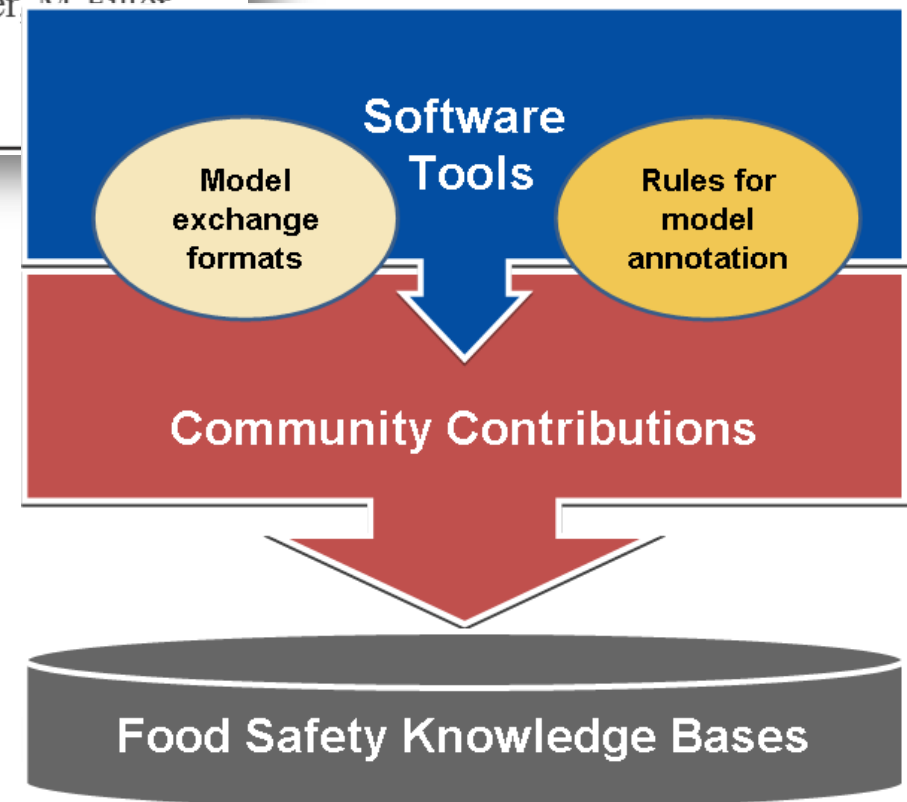 Software
Tools
Model
exchange
formats
Rules for
model
annotation
Community Contributions
Food Safety Knowledge Bases